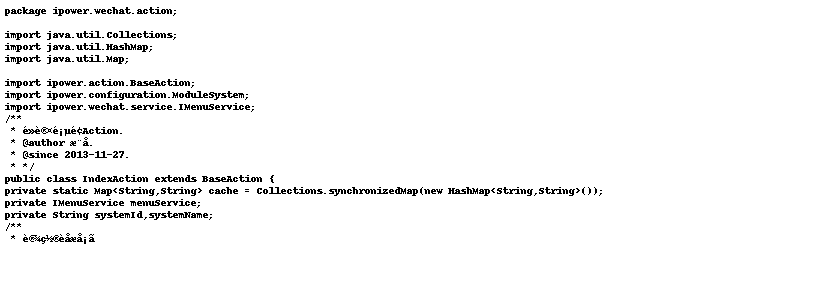 package ipower.wechat.action;
import java.util.Collections;
import java.util.HashMap;
import java.util.Map;
import ipower.action.BaseAction;
import ipower.configuration.ModuleSystem;
import ipower.wechat.service.IMenuService;
/**
* é»è®¤é¡µé¢Action.
* @author æ¨å.
* @since 2013-11-27.
* */
public class IndexAction extends BaseAction {
private static Map<String,String> cache = Collections.synchronizedMap(new HashMap<String,String>());
private IMenuService menuService;
private String systemId,systemName;
/**
* è®¾ç½®èåæå¡ã